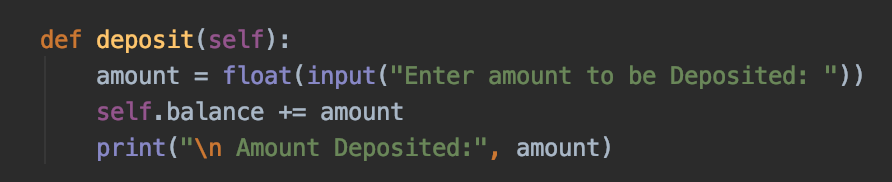 def deposit(self):
    amount = float(input("Enter amount to be Deposited: "))
    self.balance += amount
    print("\n Amount Deposited:", amount)